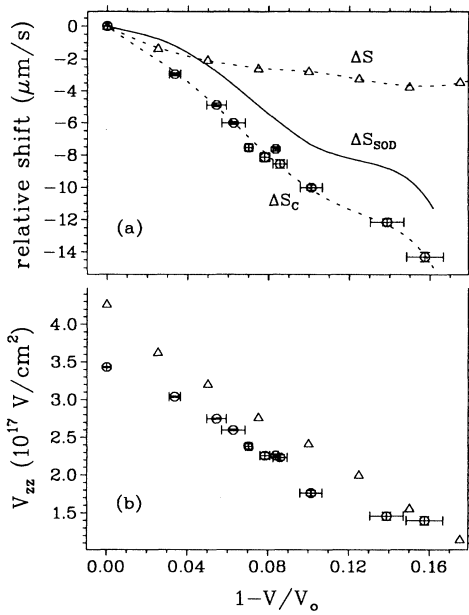 0
−2
−4
−6
−8
−10
−12
−14
relative shift (μm/s)
ΔS
ΔS_SOD
ΔS_C
(a)
4.0
3.5
3.0
2.5
2.0
1.5
V_zz (10^17 V/cm^2)
(b)
0.00 0.04 0.08 0.12 0.16
1−V/V_o